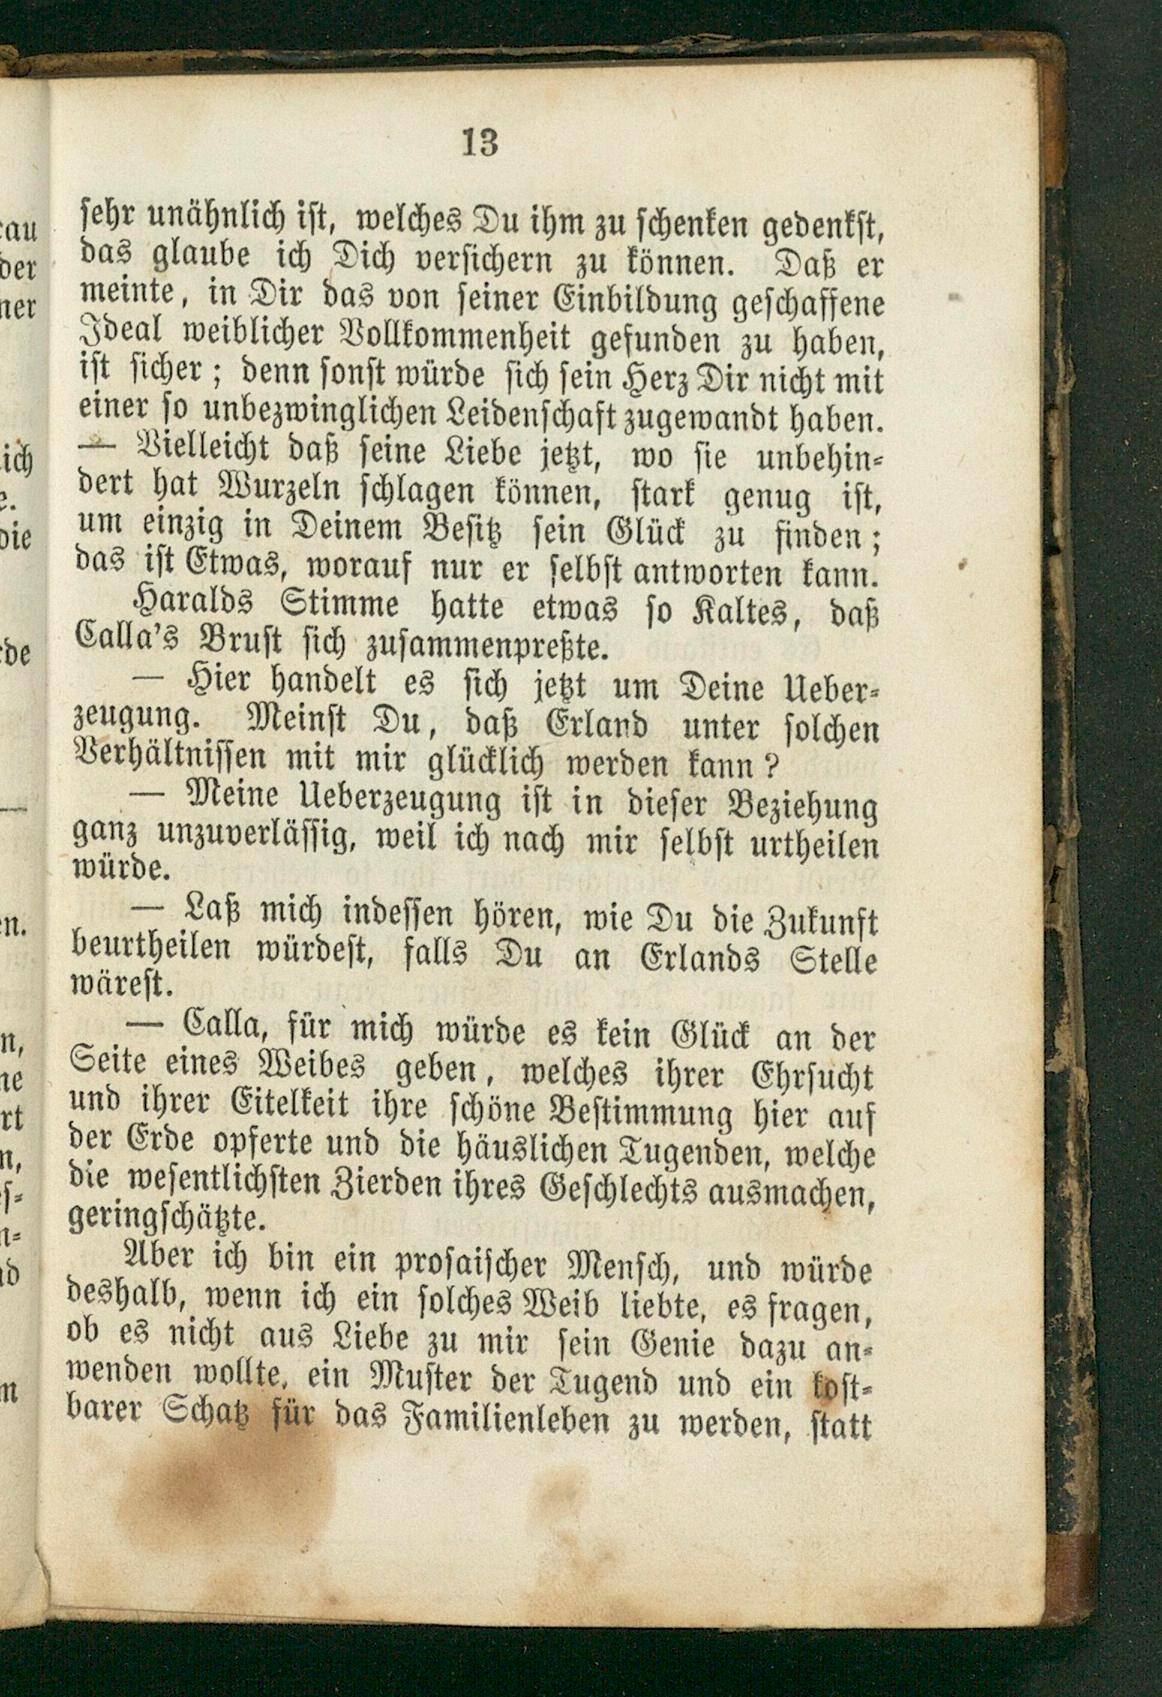 13
sehr unähnlich ist, welches Du ihm zu schenken gedenkst,
das glaube ich Dich versichern zu können. Daß er
meinte, in Dir das von seiner Einbildung geschaffene
Ideal weiblicher Vollkommenheit gefunden zu haben,
ist sicher; denn sonst würde sich sein Herz Dir nicht mit
einer so unbezwinglichen Leidenschaft zugewandt haben.
— Vielleicht daß seine Liebe jetzt, wo sie unbehin-
dert hat Wurzeln schlagen können, stark genug ist,
um einzig in Deinem Besitz sein Glück zu finden;
das ist Etwas, worauf nur er selbst antworten kann.
Haralds Stimme hatte etwas so Kaltes, daß
Calla's Brust sich zusammenpreßte.
— Hier handelt es sich jetzt um Deine Ueber-
zeugung. Meinst Du, daß Erland unter solchen
Verhältnissen mit mir glücklich werden kann?
— Meine Ueberzeugung ist in dieser Beziehung
ganz unzuverlässig, weil ich nach mir selbst urtheilen
würde.
— Laß mich indessen hören, wie Du die Zukunft
beurtheilen würdest, falls Du an Erlands Stelle
wärest.
— Calla, für mich würde es kein Glück an der
Seite eines Weibes geben, welches ihrer Ehrsucht
und ihrer Eitelkeit ihre schöne Bestimmung hier auf
der Erde opferte und die häuslichen Tugenden, welche
die wesentlichsten Zierden ihres Geschlechts ausmachen,
geringschätzte.
Aber ich bin ein prosaischer Mensch, und würde
deshalb, wenn ich ein solches Weib liebte, es fragen,
ob es nicht aus Liebe zu mir sein Genie dazu an-
wenden wollte, ein Muster der Tugend und ein kost-
barer Schatz für das Familienleben zu werden, statt